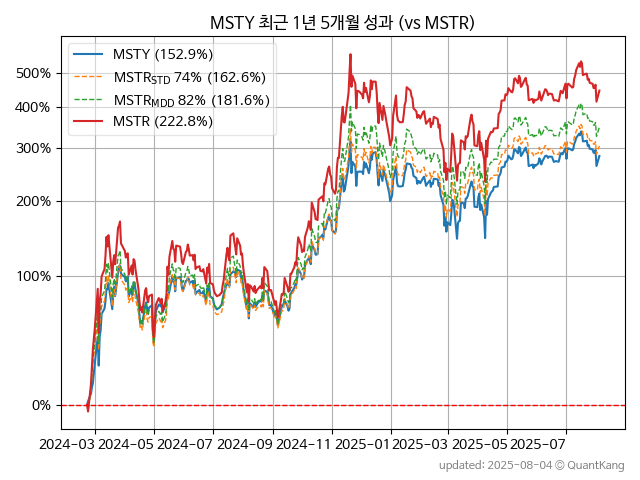 MSTY 최근 1년 5개월 성과 (vs MSTR)
MSTY (152.9%)
MSTR_STD 74% (162.6%)
MSTR_MDD 82% (181.6%)
MSTR (222.8%)
500%
400%
300%
200%
100%
0%
2024−03 2024−05 2024−07 2024−09 2024−11 2025−01 2025−03 2025−05 2025−07
updated: 2025−08−04 © QuantKang